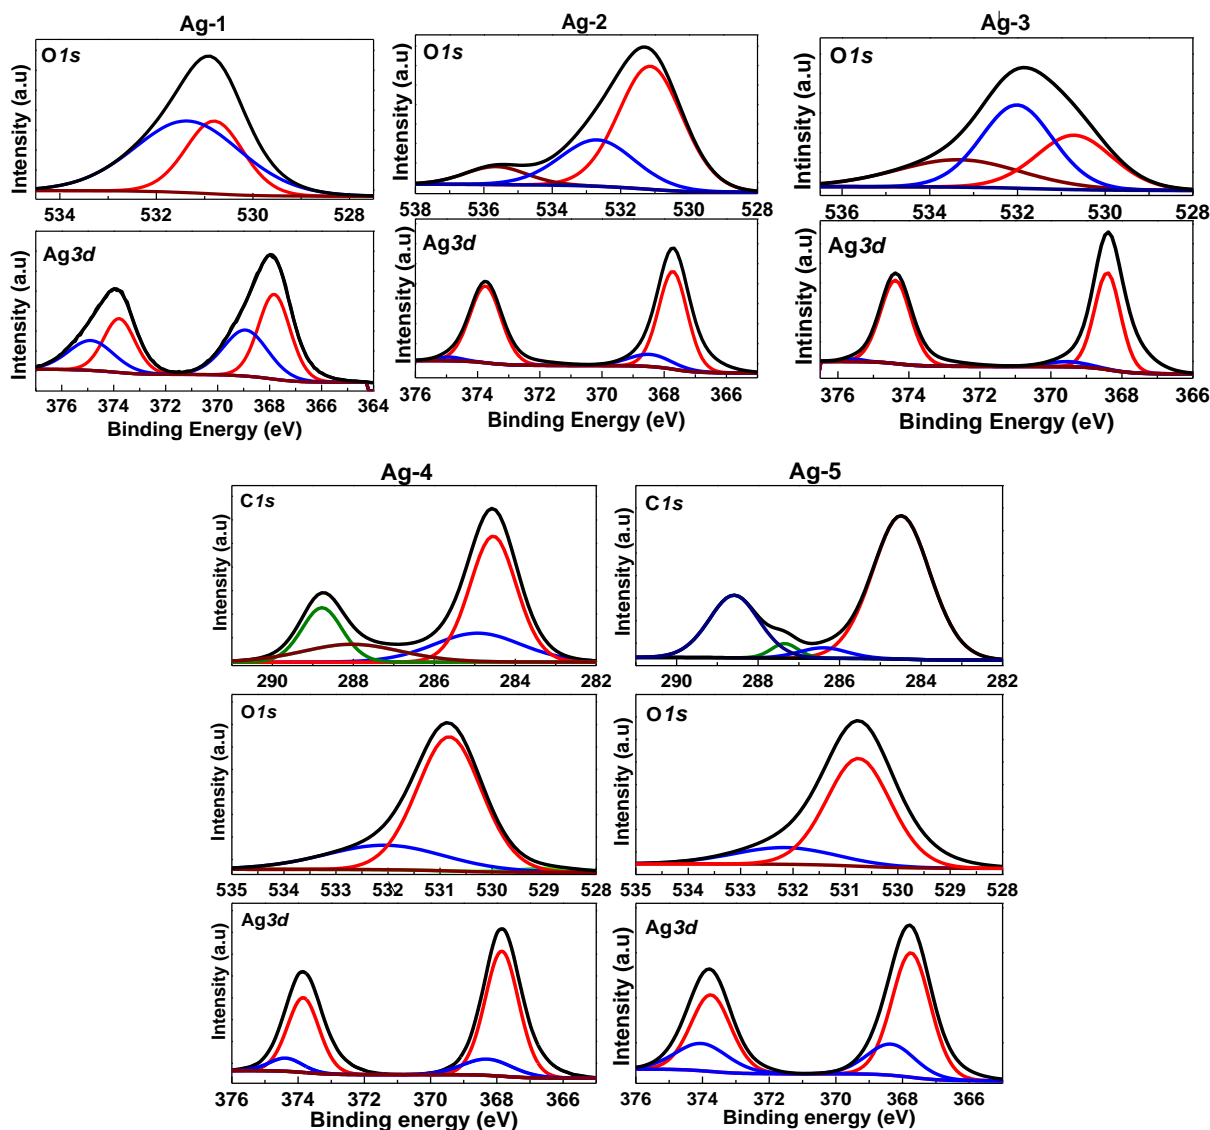 Ag-1
O1s
Intensity (a.u)
534 532 530 528
Ag3d
Intensity (a.u)
376 374 372 370 368 366 364
Binding Energy (eV)
Ag-2
O1s
Intensity (a.u)
538 536 534 532 530 528
Ag3d
Intensity (a.u)
376 374 372 370 368 366
Binding Energy (eV)
Ag-3
O1s
Intinsity (a.u)
536 534 532 530 528
Ag3d
Intinsity (a.u)
376 374 372 370 368 366
Binding Energy (eV)
Ag-4
C1s
Intensity (a.u)
290 288 286 284 282
O1s
Intensity (a.u)
535 534 533 532 531 530 529 528
Ag3d
Intensity (a.u)
376 374 372 370 368 366
Binding energy (eV)
Ag-5
C1s
Intensity (a.u)
290 288 286 284 282
O1s
Intensity (a.u)
535 534 533 532 531 530 529 528
Ag3d
Intensity (a.u)
376 374 372 370 368 366
Binding energy (eV)